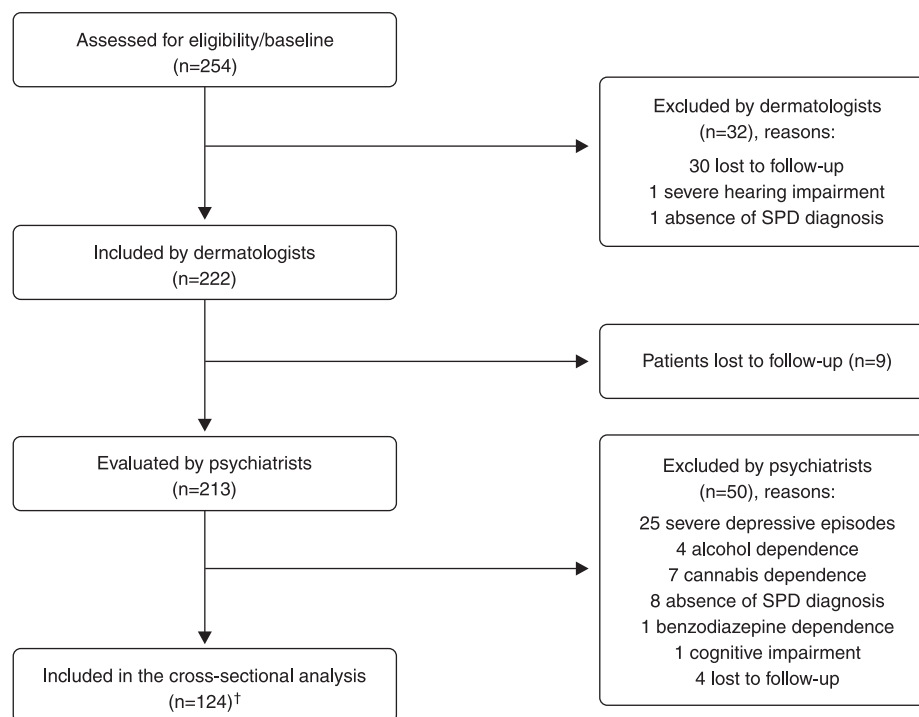 Assessed for eligibility/baseline
(n=254)
Excluded by dermatologists
(n=32), reasons:
30 lost to follow-up
1 severe hearing impairment
1 absence of SPD diagnosis
Included by dermatologists
(n=222)
Patients lost to follow-up (n=9)
Evaluated by psychiatrists
(n=213)
Excluded by psychiatrists
(n=50), reasons:
25 severe depressive episodes
4 alcohol dependence
7 cannabis dependence
8 absence of SPD diagnosis
1 benzodiazepine dependence
1 cognitive impairment
4 lost to follow-up
Included in the cross-sectional analysis
(n=124)†